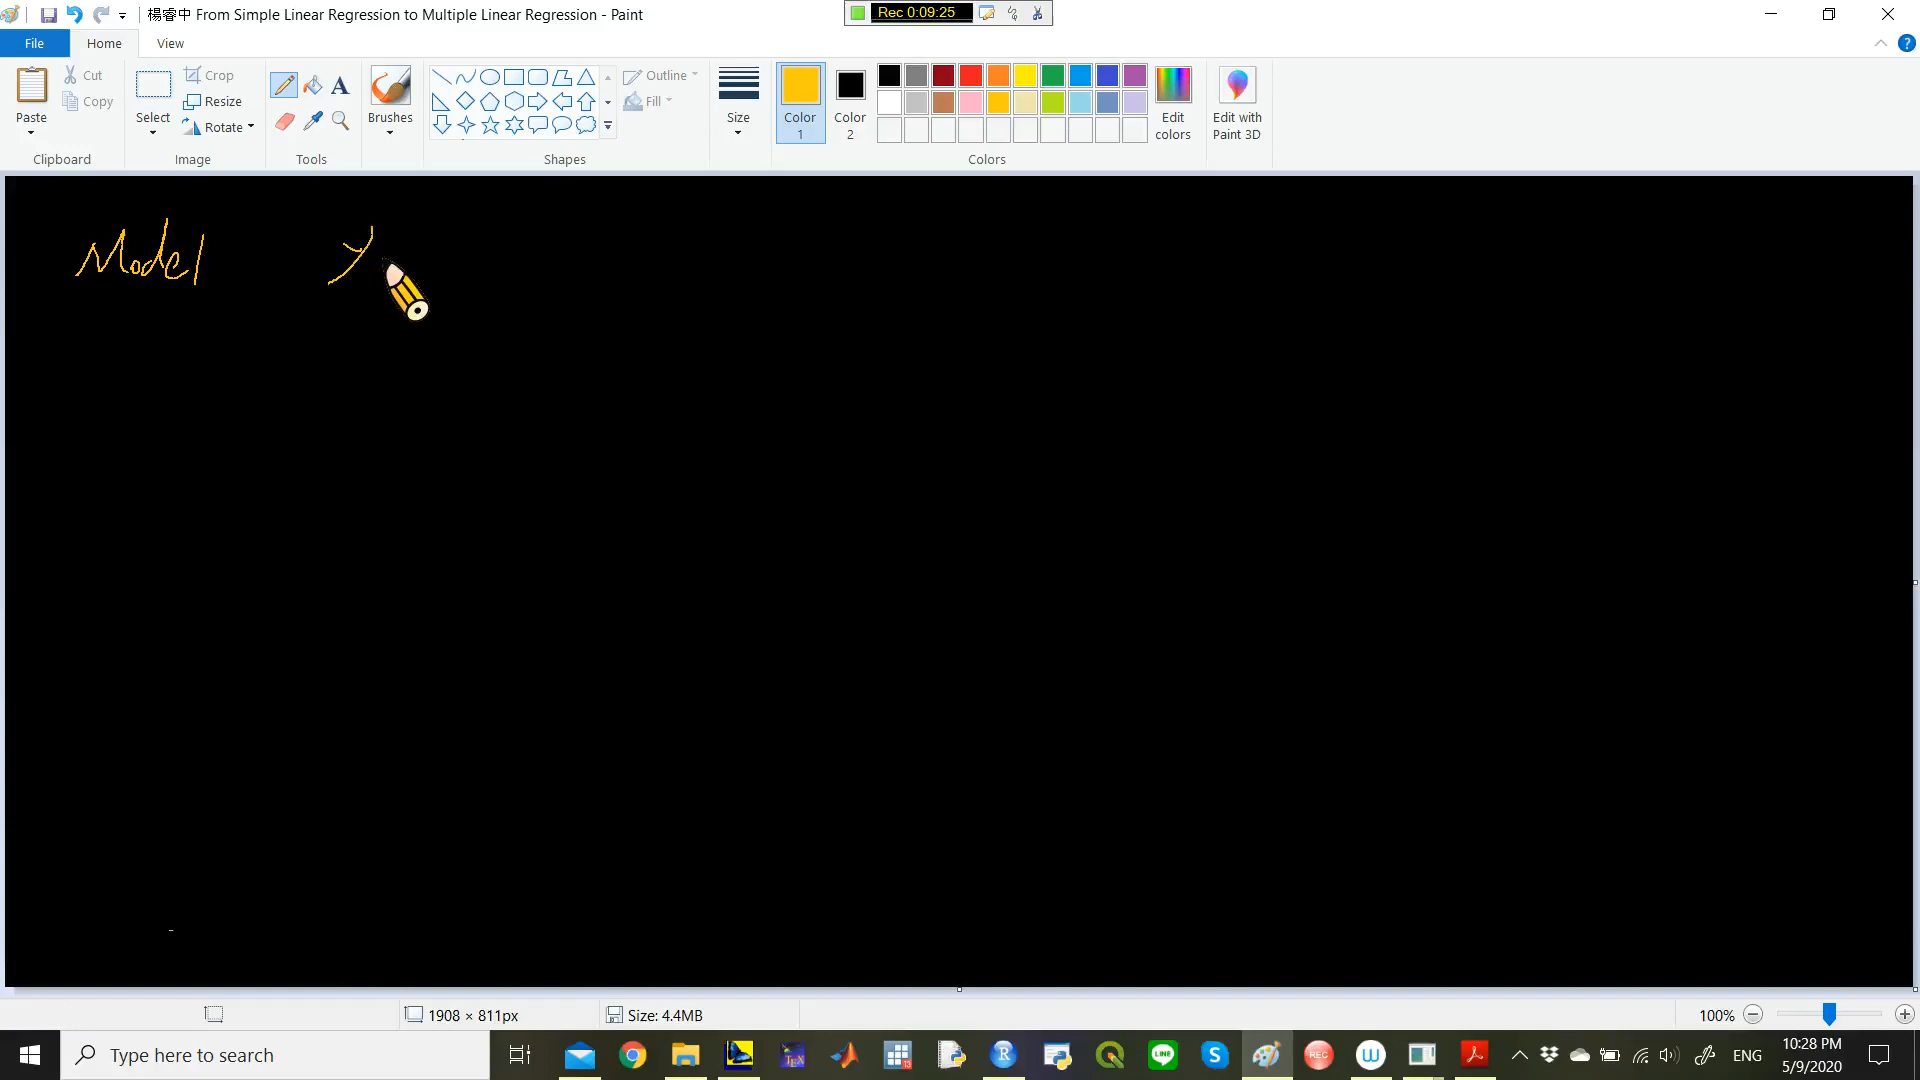 楊睿中 From Simple Linear Regression to Multiple Linear Regression - Paint
Rec 0:09:25
File Home View
Paste Cut Copy
Select Crop Resize Rotate
Brushes
Outline Fill
Size
Color 1 Color 2
Edit colors
Edit with Paint 3D
Clipboard Image Tools Shapes Colors
Model y
1908 × 811px Size: 4.4MB 100%
Type here to search
ENG 10:28 PM
5/9/2020